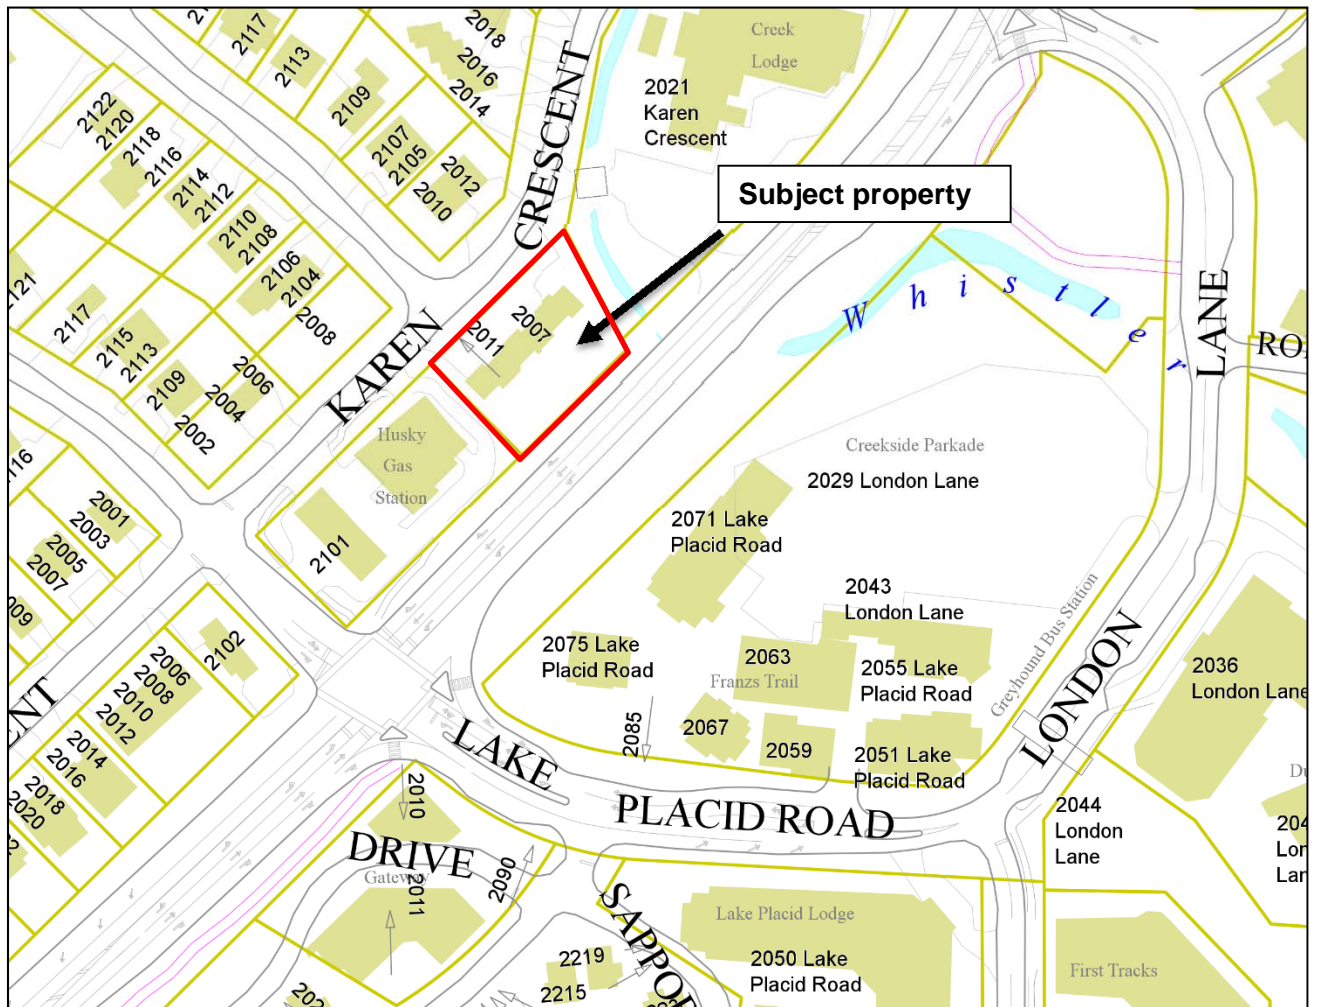 2117
2113
2109
2018
2016
2014
Creek
Lodge
2021
Karen
Crescent
CRESCENT
2122
2120
2118
2116
2114
2112
2110
2108
2106
2104
2008
2107
2105
2012
2010
Subject property
2121
2117
2115
2113
2109
2006
2004
2002
KAREN
2011
2007
Whistler
LANE
Husky
Gas
Station
2101
Creekside Parkade
2029 London Lane
2071 Lake
Placid Road
2001
2003
2005
2007
2043
London Lane
Greyhound Bus Station
LONDON
2102
2006
2008
2010
2012
2014
2016
2018
2020
2075 Lake
Placid Road
2063
Franzs Trail
2055 Lake
Placid Road
2036
London Lane
2085
2067
2059
2051 Lake
Placid Road
LAKE
PLACID ROAD
2044
London
Lane
2010
DRIVE
Gateway
2011
2090
Lake Placid Lodge
2050 Lake
Placid Road
2219
2215
First Tracks